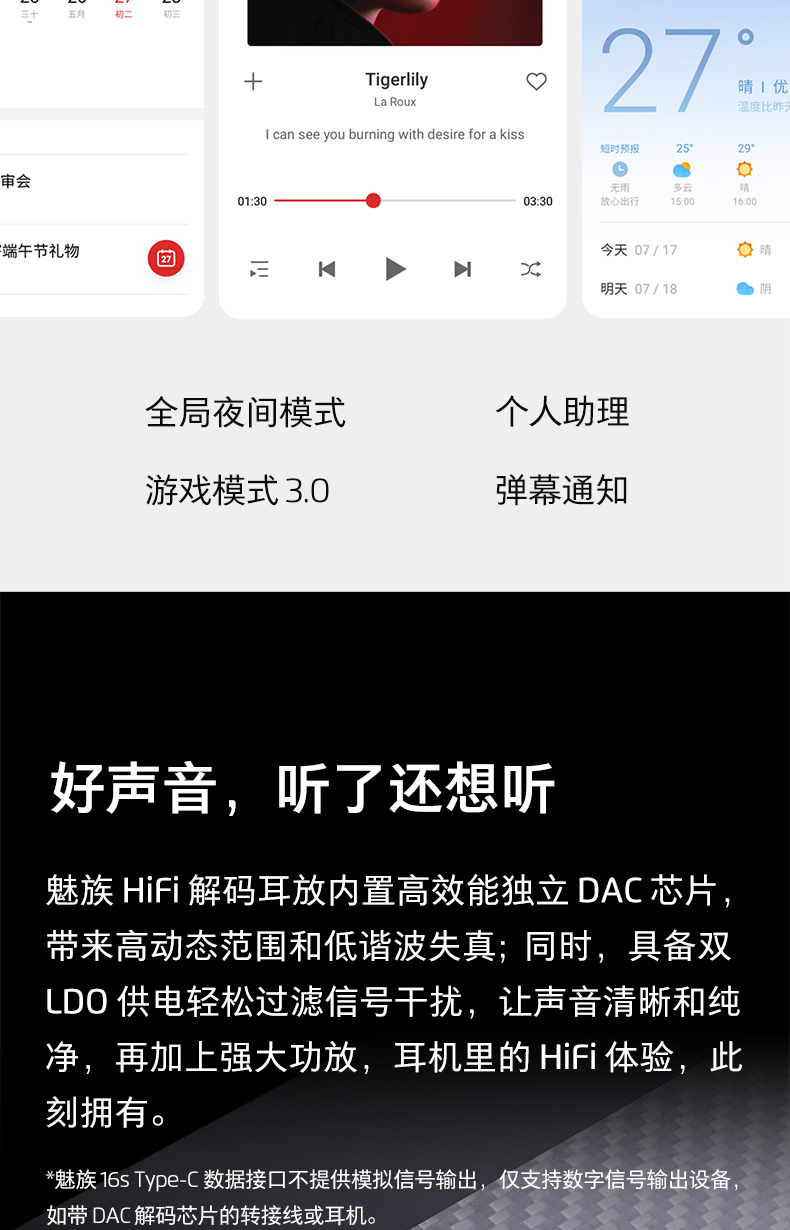 三十 五月 初二 初三
审会
端午节礼物
27
Tigerlily
La Roux
I can see you burning with desire for a kiss
01:30 03:30
27°
晴 | 优
温度比昨天
短时预报 25° 29°
无雨 多云 晴
放心出行 15:00 16:00
今天 07 / 17 晴
明天 07 / 18 阴
全局夜间模式 个人助理
游戏模式 3.0 弹幕通知
好声音，听了还想听
魅族 HiFi 解码耳放内置高效能独立 DAC 芯片，
带来高动态范围和低谐波失真；同时，具备双
LDO 供电轻松过滤信号干扰，让声音清晰和纯
净，再加上强大功放，耳机里的 HiFi 体验，此
刻拥有。
*魅族 16s Type-C 数据接口不提供模拟信号输出，仅支持数字信号输出设备，
如带 DAC 解码芯片的转接线或耳机。